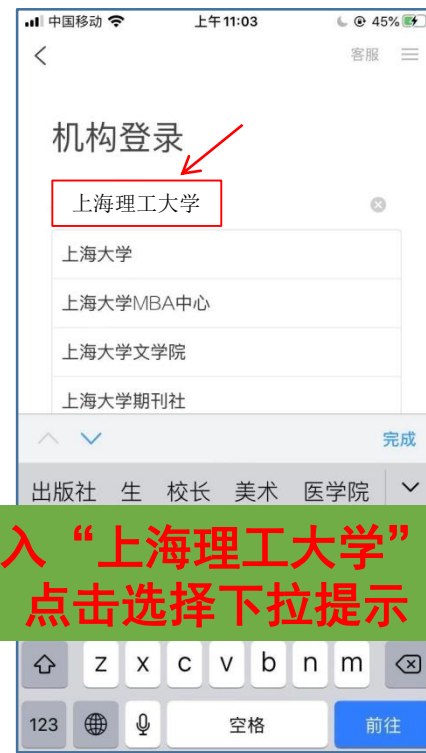 中国移动 上午11:03 45%
客服
机构登录
上海理工大学
上海大学
上海大学MBA中心
上海大学文学院
上海大学期刊社
完成
出版社 生 校长 美术 医学院
入“上海理工大学”
点击选择下拉提示
z x c v b n m
123 空格 前往